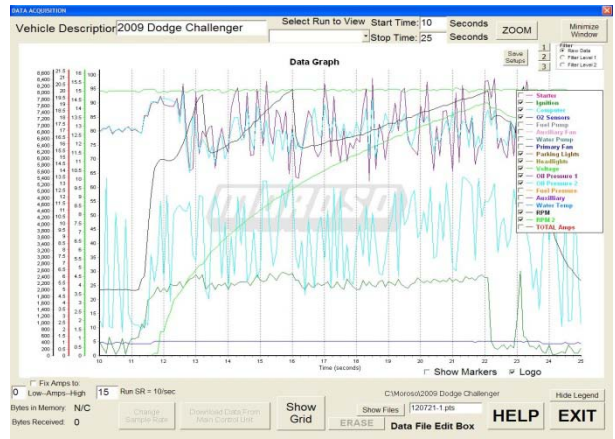 DATA ACQUISITION
Vehicle Description 2009 Dodge Challenger
Select Run to View
Start Time: 10 Seconds
Stop Time: 25 Seconds
ZOOM
Minimize Window
Save Setups
1
2
3
Filter
Raw Data
Filter Level 1
Filter Level 2
Data Graph
Starter
Ignition
Computer
O2 Sensors
Fuel Pump
Auxiliary Fan
Water Pump
Primary Fan
Parking Lights
Headlights
Voltage
Oil Pressure 1
Oil Pressure 2
Fuel Pressure
Auxilliary
Water Temp
RPM
RPM 2
TOTAL Amps
moroso
10 11 12 13 14 15 16 17 18 19 20 21 22 23 24 25
Time (seconds)
Show Markers
Logo
Fix Amps to:
0 Low--Amps--High 15 Run SR = 10/sec
Bytes in Memory: N/C
Bytes Received: 0
Change Sample Rate
Download Data From Main Control Unit
Show Grid
C:\Moroso\2009 Dodge Challenger
Show Files 120721-1.pts
ERASE Data File Edit Box
HELP
Hide Legend
EXIT